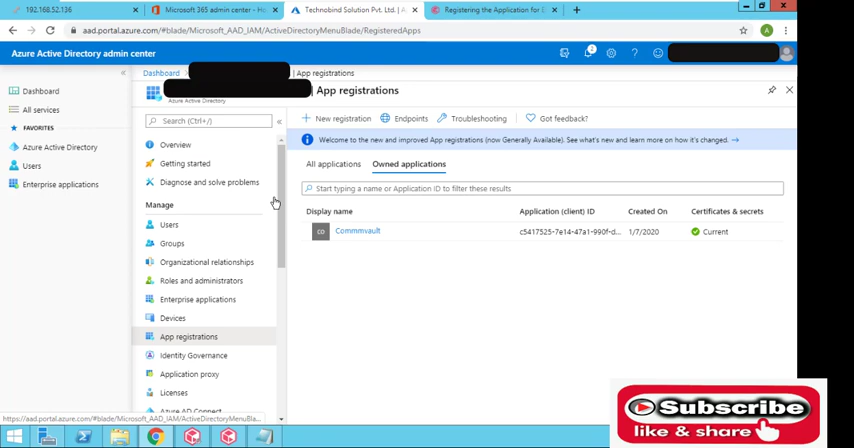 192.168.52.136
Microsoft 365 admin center - Ho
Technobind Solution Pvt. Ltd. | A
Registering the Application for E
aad.portal.azure.com/#blade/Microsoft_AAD_IAM/ActiveDirectoryMenuBlade/RegisteredApps
A
Azure Active Directory admin center
2
Dashboard
| App registrations
| App registrations
Azure Active Directory
Dashboard
All services
FAVORITES
Azure Active Directory
Users
Enterprise applications
Search (Ctrl+/)
Overview
Getting started
Diagnose and solve problems
Manage
Users
Groups
Organizational relationships
Roles and administrators
Enterprise applications
Devices
App registrations
Identity Governance
Application proxy
Licenses
Azure AD Connect
New registration
Endpoints
Troubleshooting
Got feedback?
Welcome to the new and improved App registrations (now Generally Available). See what's new and learn more on how it's changed.
All applications
Owned applications
Start typing a name or Application ID to filter these results
Display name
Application (client) ID
Created On
Certificates & secrets
CO
Commmvault
c5417525-7e14-47a1-990f-d...
1/7/2020
Current
https://aad.portal.azure.com/#blade/Microsoft_AAD_IAM/ActiveDirectoryMenuBla...
Subscribe
like & share